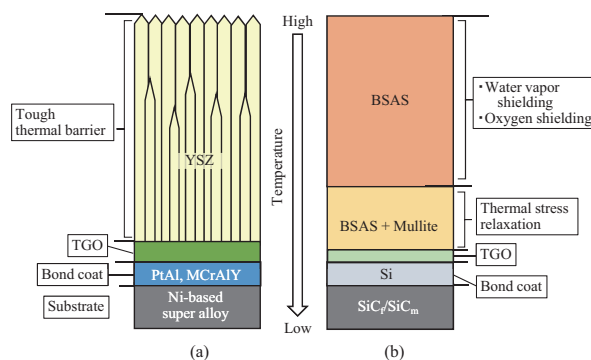 Tough
thermal barrier
TGO
Bond coat
Substrate
YSZ
PtAl, MCrAlY
Ni-based
super alloy
(a)
High
Temperature
Low
BSAS
BSAS + Mullite
Si
SiCf/SiCm
(b)
・Water vapor
shielding
・Oxygen shielding
Thermal stress
relaxation
TGO
Bond coat